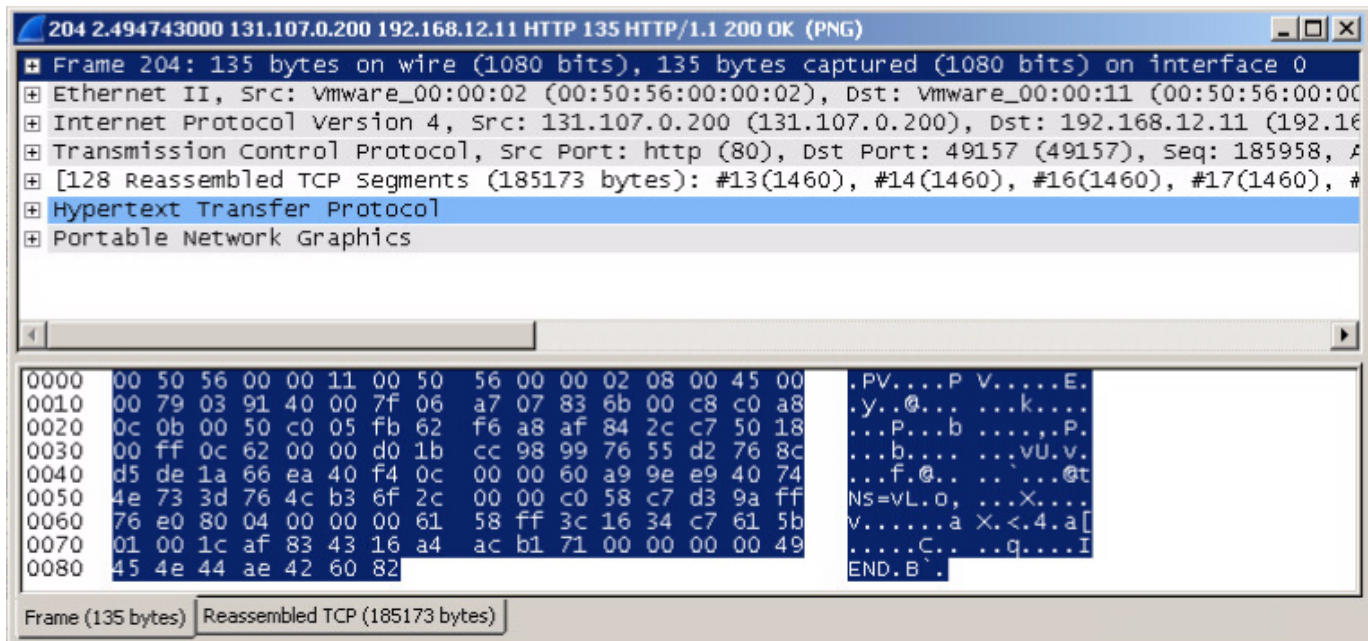 204 2.494743000 131.107.0.200 192.168.12.11 HTTP 135 HTTP/1.1 200 OK (PNG)
Frame 204: 135 bytes on wire (1080 bits), 135 bytes captured (1080 bits) on interface 0
Ethernet II, Src: Vmware_00:00:02 (00:50:56:00:00:02), Dst: Vmware_00:00:11 (00:50:56:00:00
Internet Protocol Version 4, Src: 131.107.0.200 (131.107.0.200), Dst: 192.168.12.11 (192.16
Transmission Control Protocol, Src Port: http (80), Dst Port: 49157 (49157), Seq: 185958,
[128 Reassembled TCP Segments (185173 bytes): #13(1460), #14(1460), #16(1460), #17(1460), #
Hypertext Transfer Protocol
Portable Network Graphics
0000 00 50 56 00 00 11 00 50 56 00 00 02 08 00 45 00 .PV....P V.....E.
0010 00 79 03 91 40 00 7f 06 a7 07 83 6b 00 c8 c0 a8 .y..@... ...k....
0020 0c 0b 00 50 c0 05 fb 62 f6 a8 af 84 2c c7 50 18 ...P...b ....,.P.
0030 00 ff 0c 62 00 00 d0 1b cc 98 99 76 55 d2 76 8c ...b.... ...vU.v.
0040 d5 de 1a 66 ea 40 f4 0c 00 00 60 a9 9e e9 40 74 ...f.@.. ..`...@t
0050 4e 73 3d 76 4c b3 6f 2c 00 00 c0 58 c7 d3 9a ff Ns=vL.o, ...X....
0060 76 e0 80 04 00 00 00 61 58 ff 3c 16 34 c7 61 5b v......a X.<.4.a[
0070 01 00 1c af 83 43 16 a4 ac b1 71 00 00 00 00 49 .....C.. ..q....I
0080 45 4e 44 ae 42 60 82 END.B`.
Frame (135 bytes) Reassembled TCP (185173 bytes)